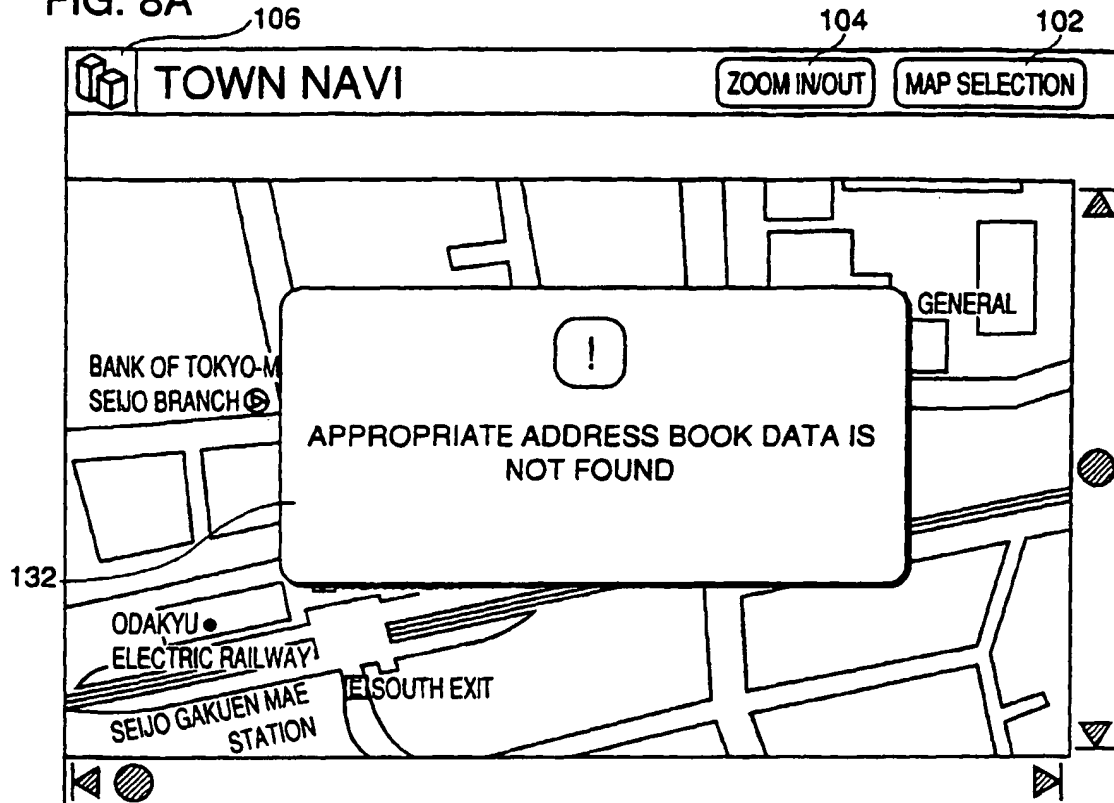 FIG. 8A
106
104
102
TOWN NAVI
ZOOM IN/OUT
MAP SELECTION
GENERAL
!
BANK OF TOKYO-M
SEIJO BRANCH
APPROPRIATE ADDRESS BOOK DATA IS
NOT FOUND
132
ODAKYU
ELECTRIC RAILWAY
E SOUTH EXIT
SEIJO GAKUEN MAE
STATION